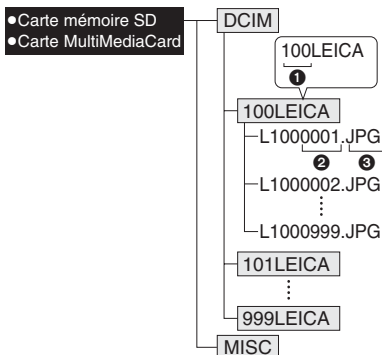 ●Carte mémoire SD
●Carte MultiMediaCard
DCIM
100LEICA
❶
100LEICA
L1000001.JPG
❷ ❸
L1000002.JPG
L1000999.JPG
101LEICA
999LEICA
MISC